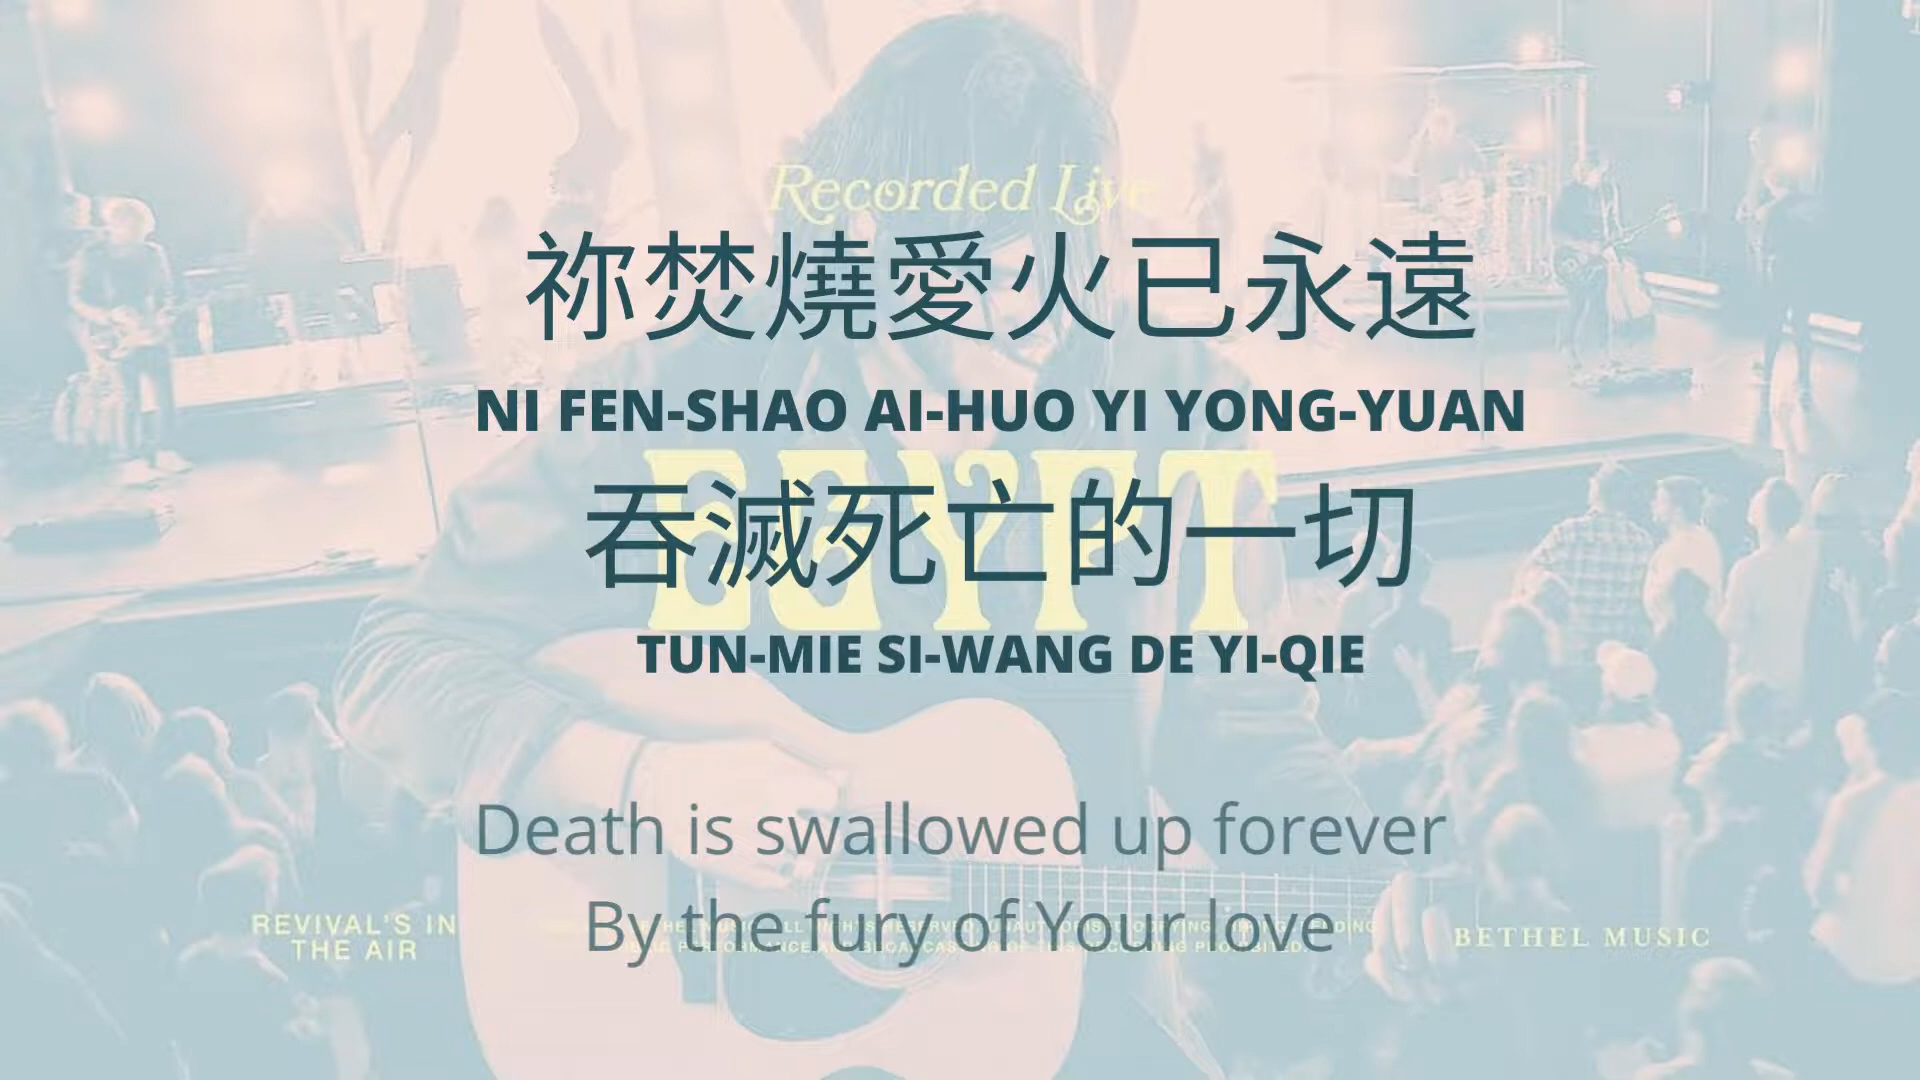 Recorded Live
祢焚燒愛火已永遠
NI FEN-SHAO AI-HUO YI YONG-YUAN
EGYPT
吞滅死亡的一切
TUN-MIE SI-WANG DE YI-QIE
Death is swallowed up forever
By the fury of Your love
REVIVAL'S IN
THE AIR
BETHEL MUSIC